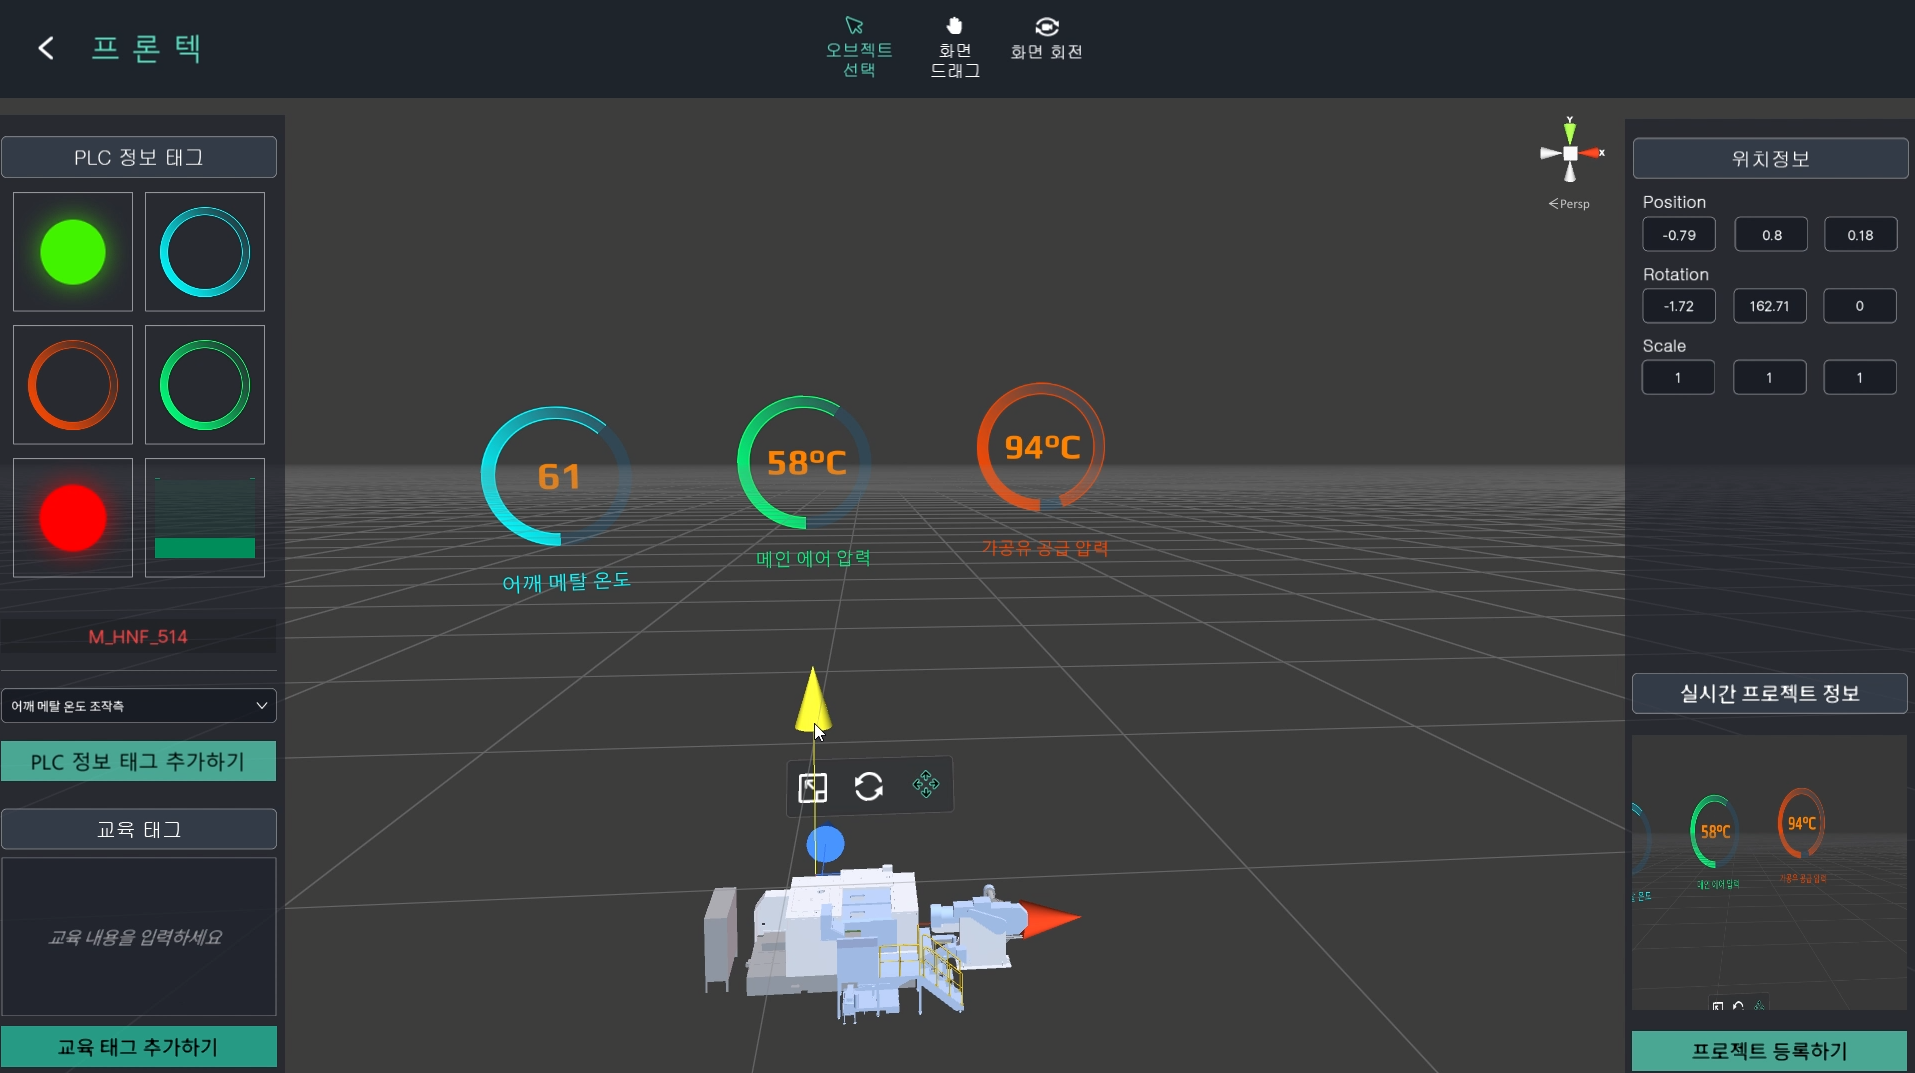 프론텍
오브젝트
선택
화면
드래그
화면 회전
PLC 정보 태그
M_HNF_514
어깨 메탈 온도 조작측
PLC 정보 태그 추가하기
교육 태그
교육 내용을 입력하세요
교육 태그 추가하기
61
어깨 메탈 온도
58ºC
메인 에어 압력
94ºC
가공유 공급 압력
Y
x
<Persp
위치정보
Position
-0.79 0.8 0.18
Rotation
-1.72 162.71 0
Scale
1 1 1
실시간 프로젝트 정보
58ºC
메인 에어 압력
94ºC
가공유 공급 압력
온도
프로젝트 등록하기